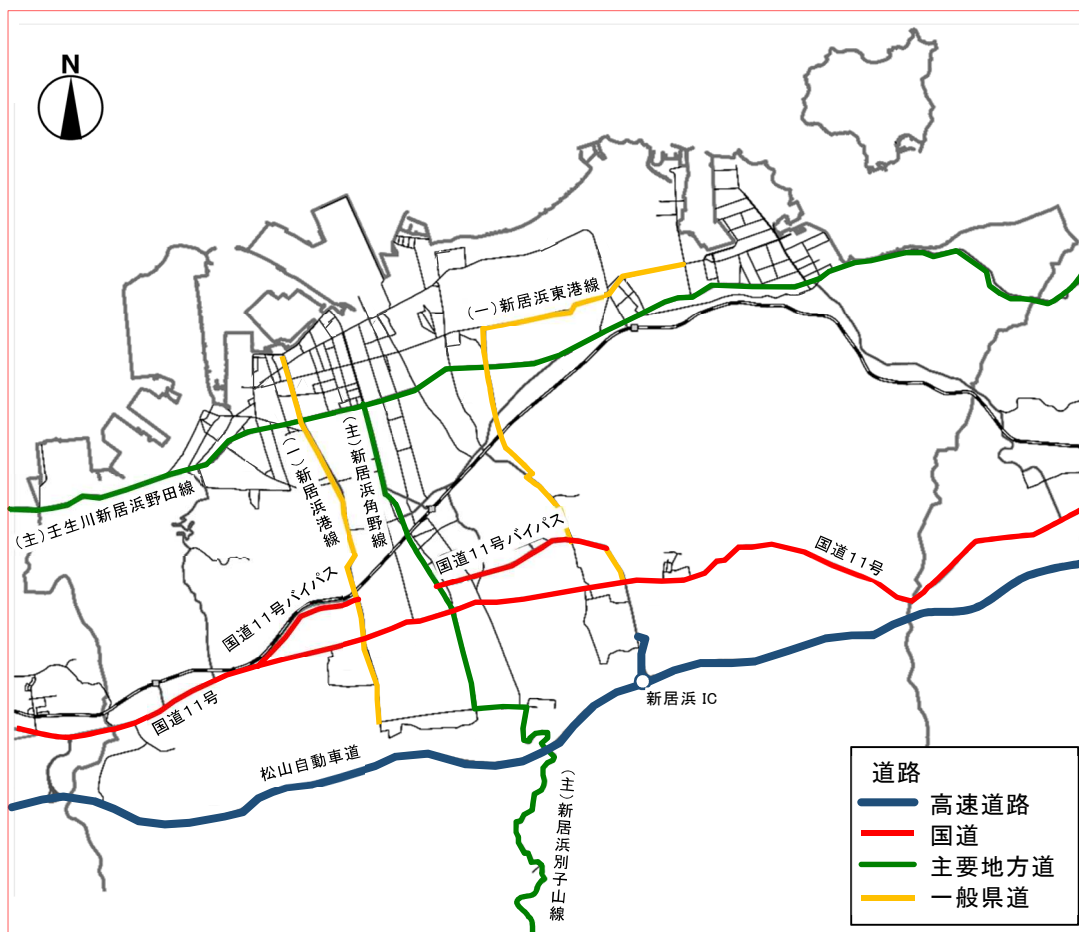 N
(一)新居浜東港線
(主)新居浜角野線
(一)新居浜港線
(主)壬生川新居浜野田線
国道11号バイパス
国道11号
国道11号バイパス
新居浜 IC
国道11号
松山自動車道
(主)新居浜別子山線
道路
高速道路
国道
主要地方道
一般県道